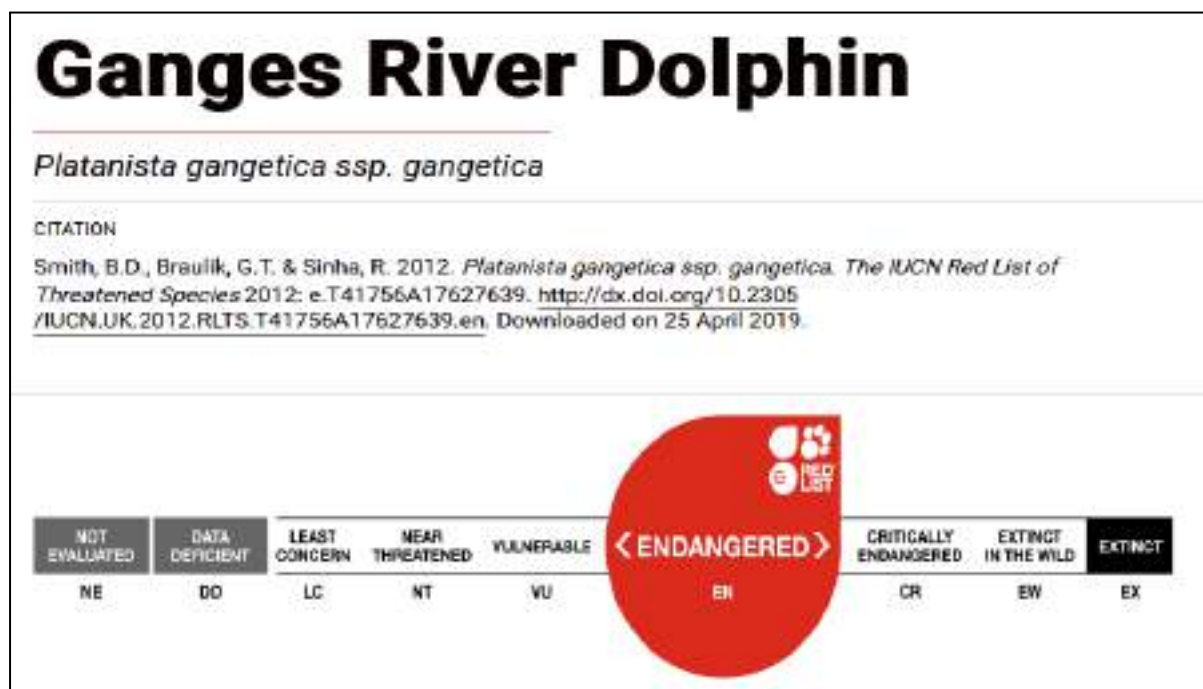 Ganges River Dolphin
Platanista gangetica ssp. gangetica
CITATION
Smith, B.D., Braulik, G.T. & Sinha, R. 2012. Platanista gangetica ssp. gangetica. The IUCN Red List of
Threatened Species 2012: e.T41756A17627639. http://dx.doi.org/10.2305
/IUCN.UK.2012.RLTS.T41756A17627639.en. Downloaded on 25 April 2019.
RED
LIST
NOT
EVALUATED
DATA
DEFICIENT
LEAST
CONCERN
NEAR
THREATENED
VULNERABLE
<ENDANGERED>
CRITICALLY
ENDANGERED
EXTINCT
IN THE WILD
EXTINCT
NE
DD
LC
NT
VU
EN
CR
EW
EX